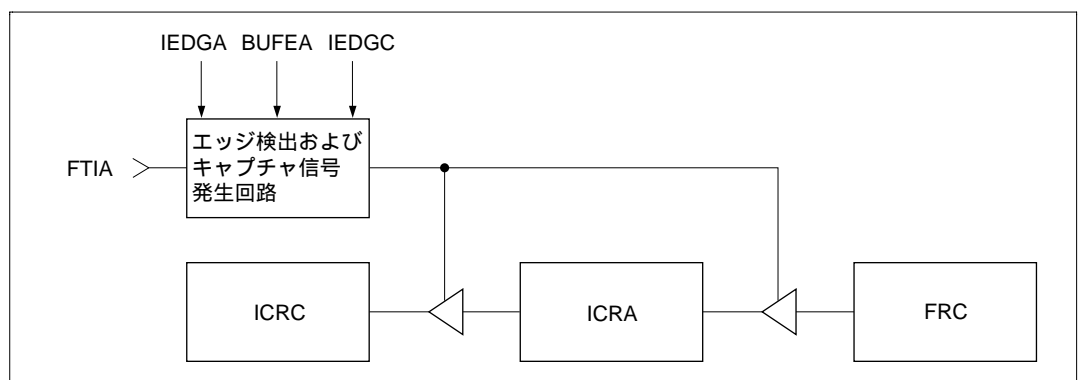 IEDGA BUFEA IEDGC
エッジ検出および
キャプチャ信号
発生回路
FTIA
ICRC
ICRA
FRC